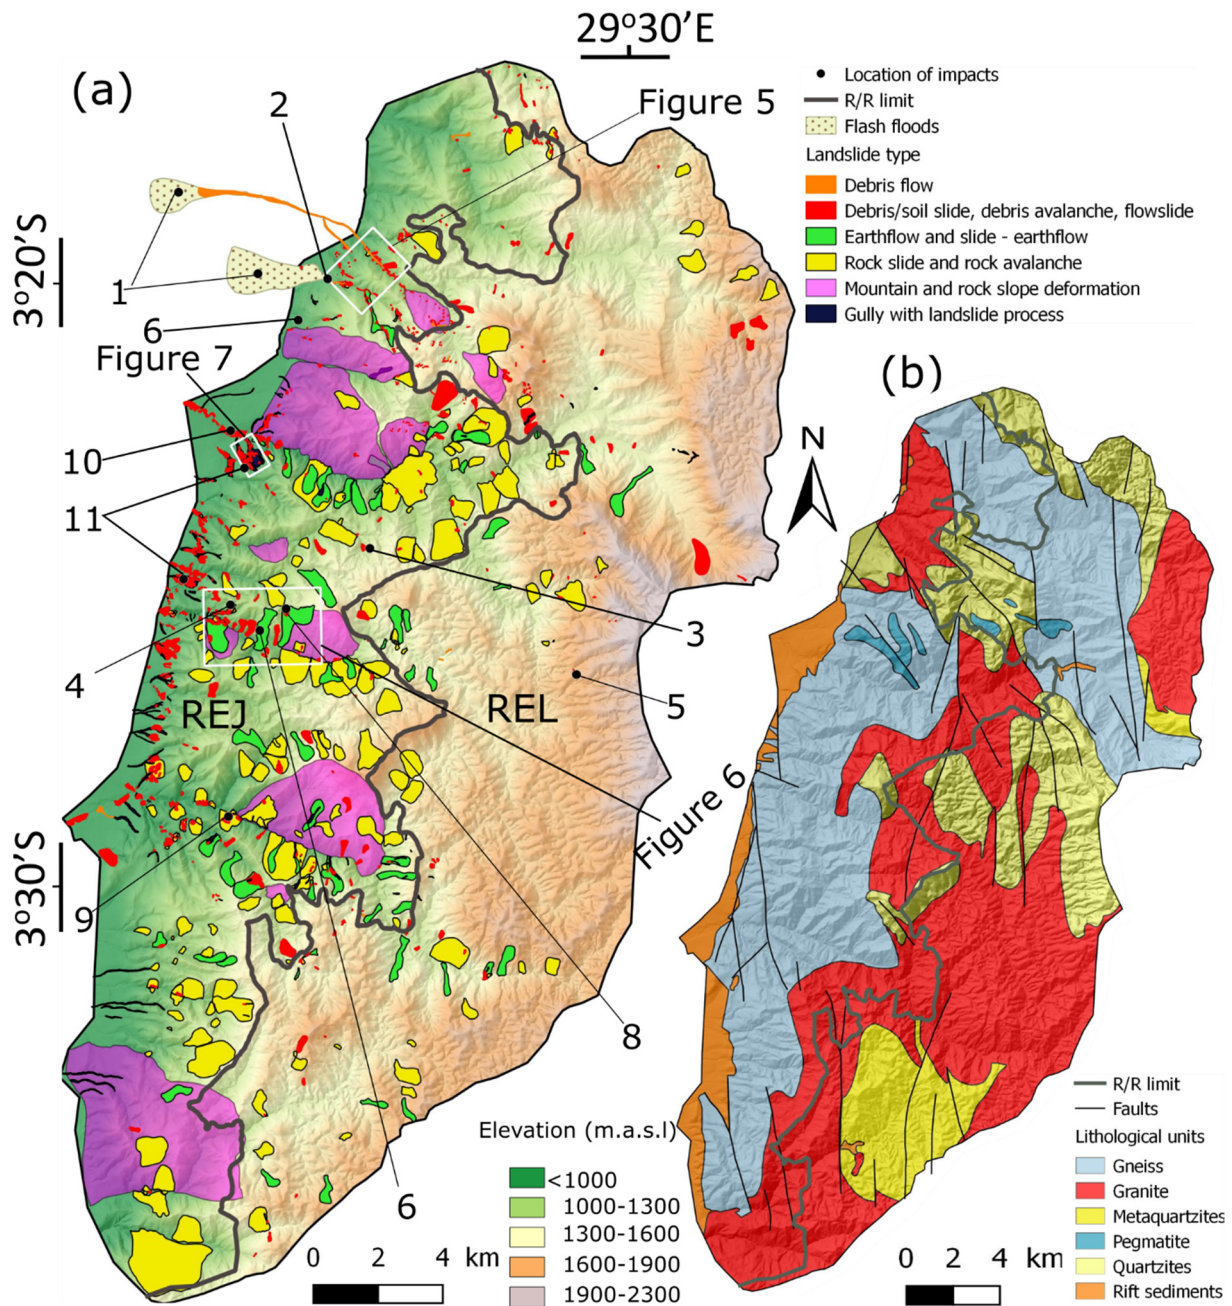 29°30’E
(a)
2
Figure 5
Location of impacts
R/R limit
Flash floods
Landslide type
Debris flow
Debris/soil slide, debris avalanche, flowslide
Earthflow and slide - earthflow
Rock slide and rock avalanche
Mountain and rock slope deformation
Gully with landslide process
3°20’S
1
6
Figure 7
(b)
N
10
11
3
4
5
REJ
REL
Figure 6
3°30’S
9
8
6
Elevation (m.a.s.l)
<1000
1000-1300
1300-1600
1600-1900
1900-2300
0 2 4 km
R/R limit
Faults
Lithological units
Gneiss
Granite
Metaquartzites
Pegmatite
Quartzites
Rift sediments
0 2 4 km